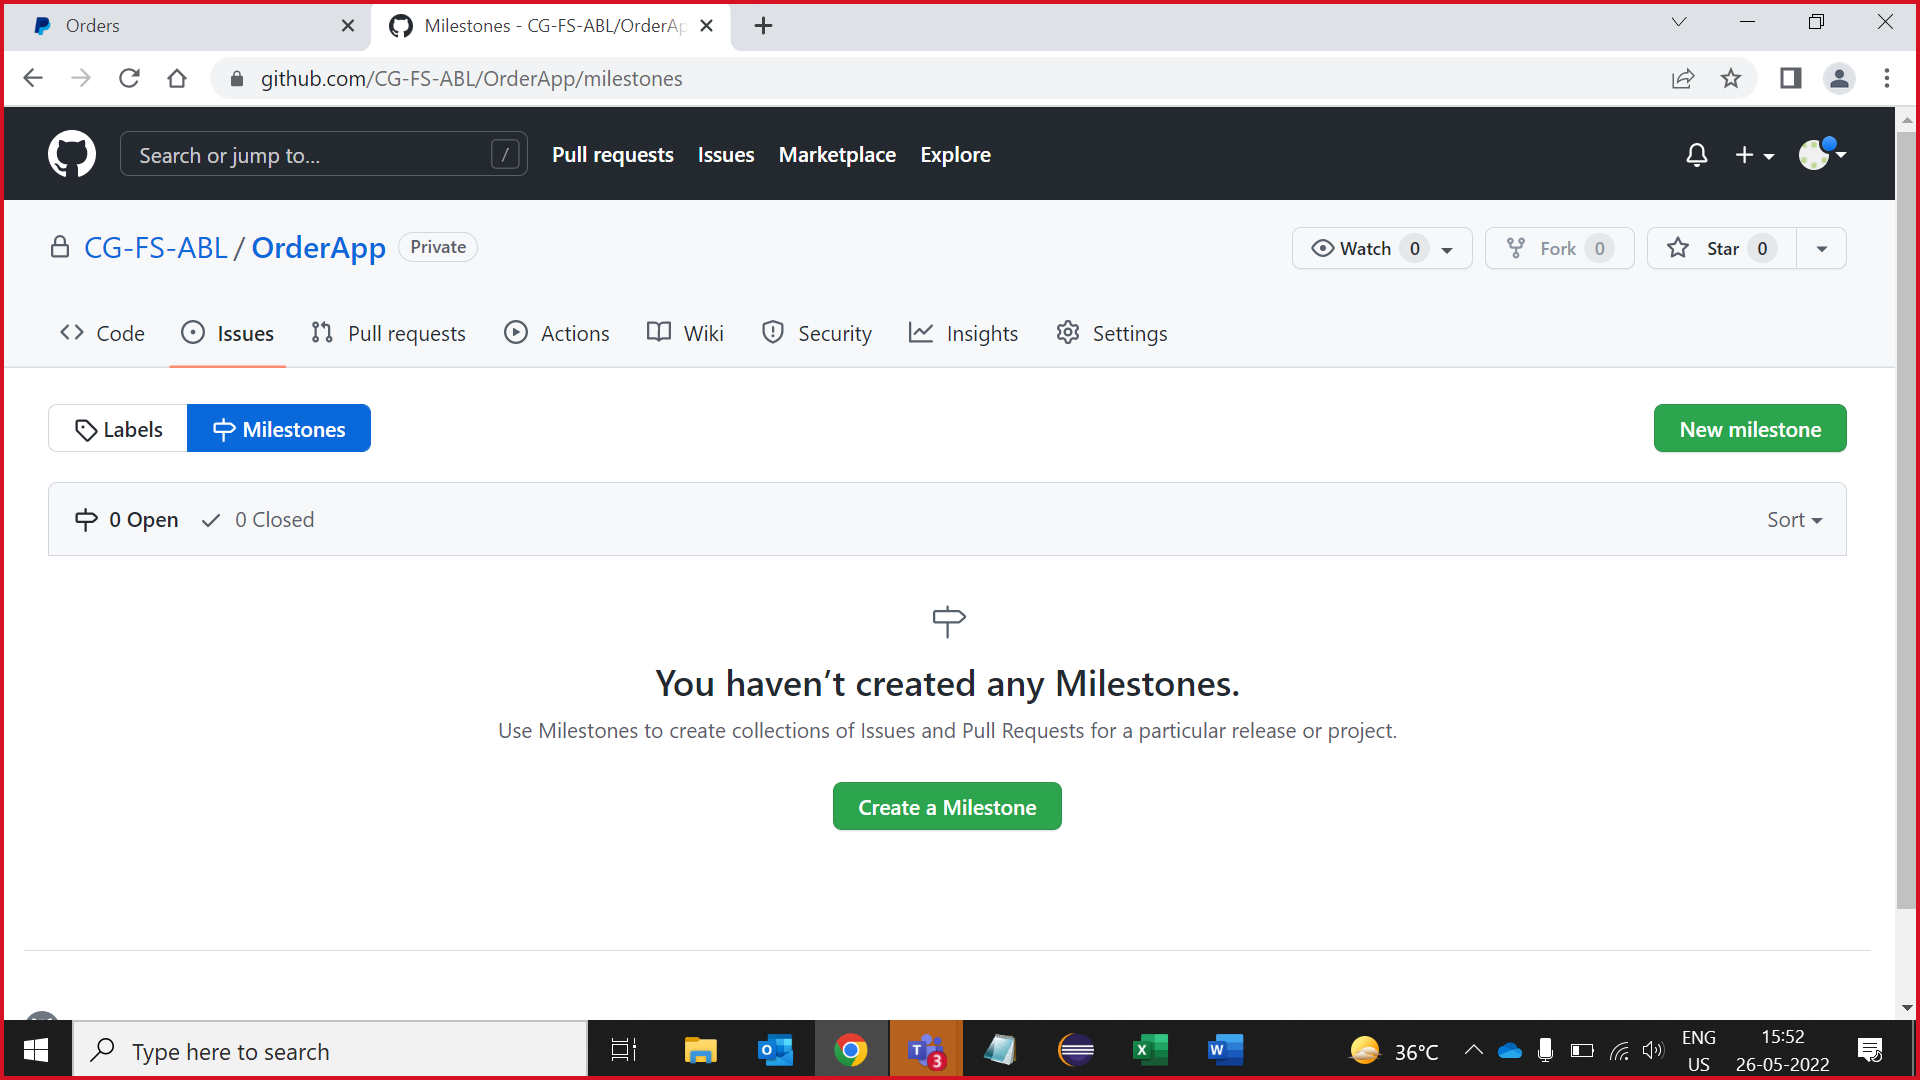 Orders
Milestones - CG-FS-ABL/OrderAp
github.com/CG-FS-ABL/OrderApp/milestones
Search or jump to... /
Pull requests Issues Marketplace Explore
CG-FS-ABL / OrderApp Private
Watch 0 Fork 0 Star 0
Code Issues Pull requests Actions Wiki Security Insights Settings
Labels Milestones New milestone
0 Open 0 Closed Sort
You haven’t created any Milestones.
Use Milestones to create collections of Issues and Pull Requests for a particular release or project.
Create a Milestone
Type here to search
3
36°C
ENG
US
15:52
26-05-2022